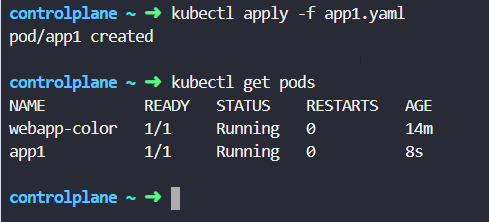 controlplane ~ ➜ kubectl apply -f app1.yaml
pod/app1 created
controlplane ~ ➜ kubectl get pods
NAME READY STATUS RESTARTS AGE
webapp-color 1/1 Running 0 14m
app1 1/1 Running 0 8s
controlplane ~ ➜